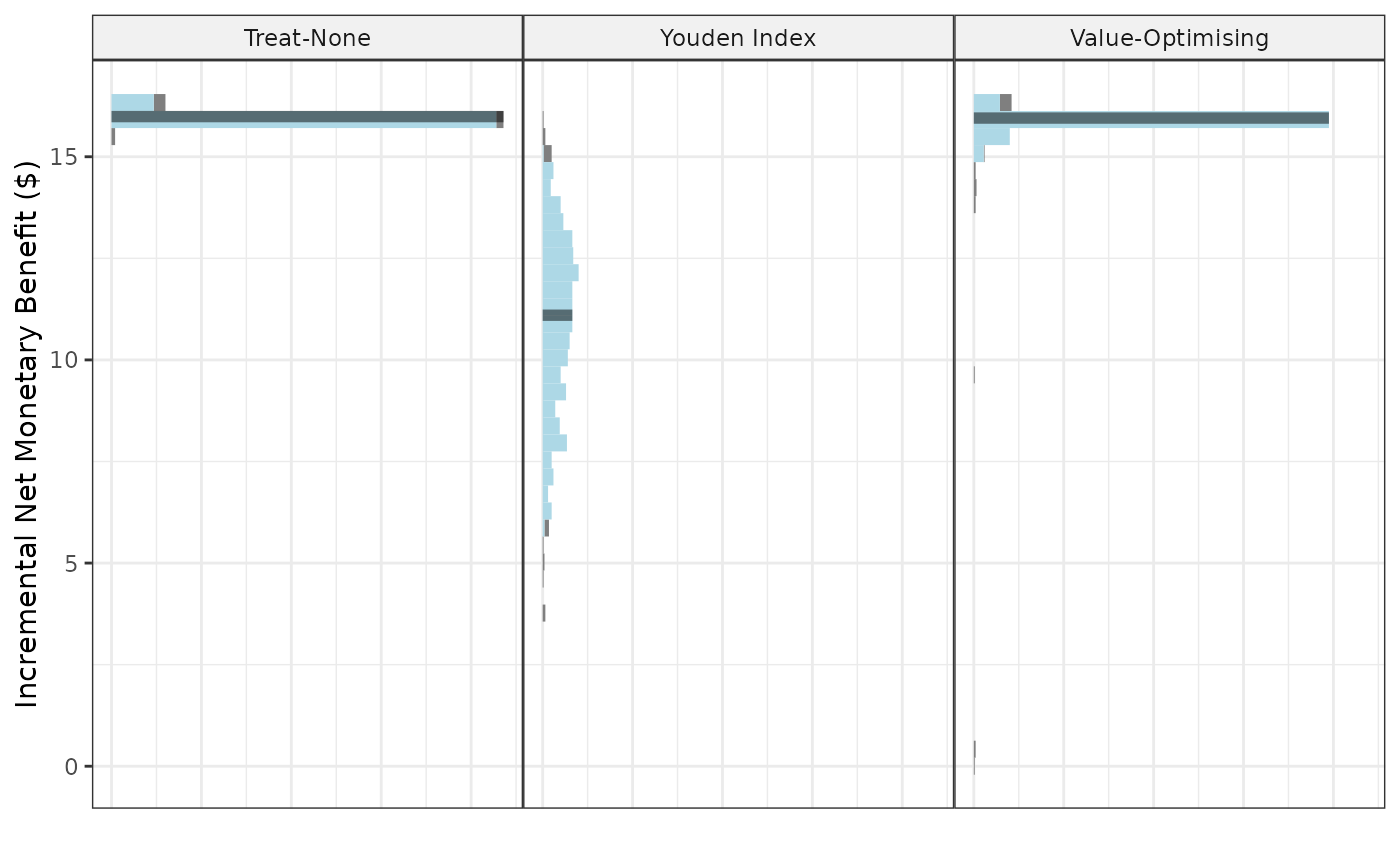 Treat-None
Youden Index
Value-Optimising
Incremental Net Monetary Benefit ($)
15
10
5
0